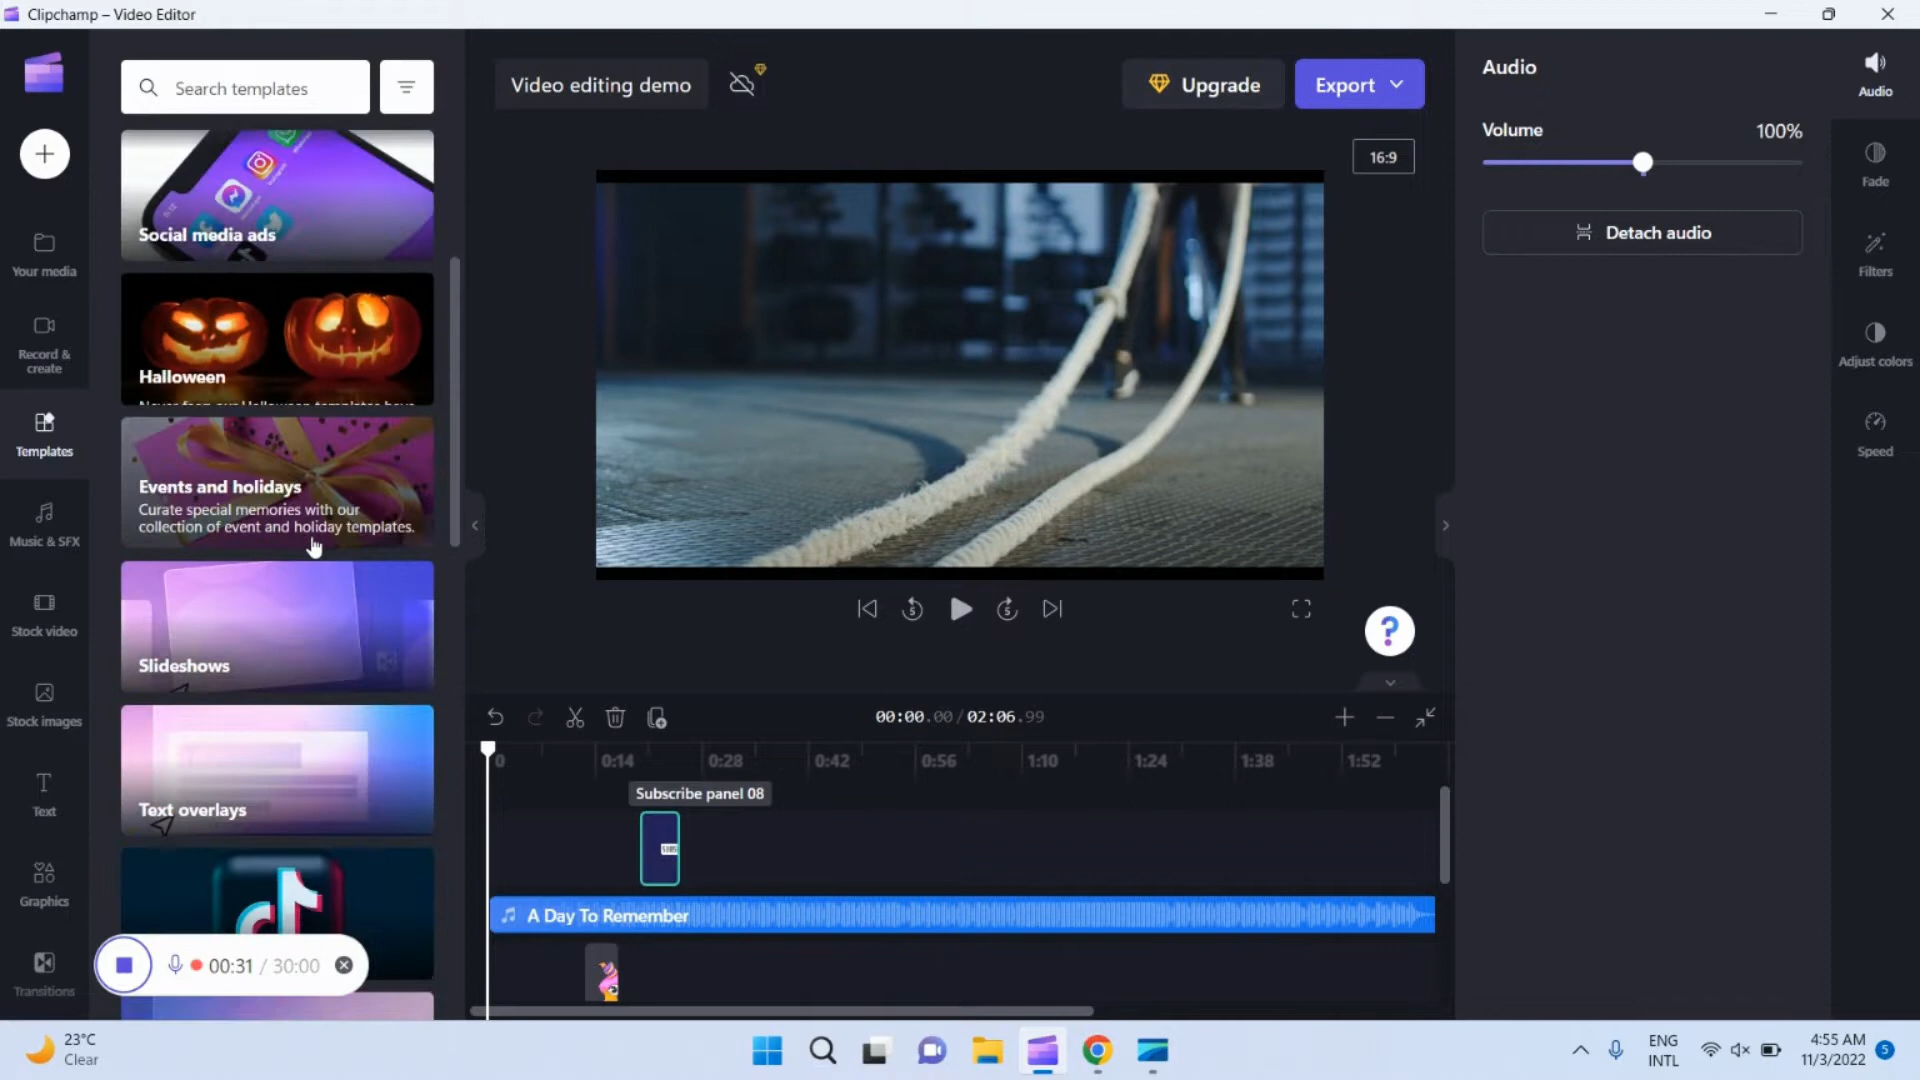 Clipchamp – Video Editor
Search templates
Video editing demo
Upgrade
Export
Audio
Audio
Volume
100%
16:9
Detach audio
Fade
Filters
Adjust colors
Speed
Your media
Record &
create
Templates
Music & SFX
Stock video
Stock images
Text
Graphics
Transitions
Social media ads
Halloween
Events and holidays
Curate special memories with our
collection of event and holiday templates.
Slideshows
Text overlays
00:31 / 30:00
?
00:00.00 / 02:06.99
0
0:14
0:28
0:42
0:56
1:10
1:24
1:38
1:52
Subscribe panel 08
A Day To Remember
23°C
Clear
ENG
INTL
4:55 AM
11/3/2022
5